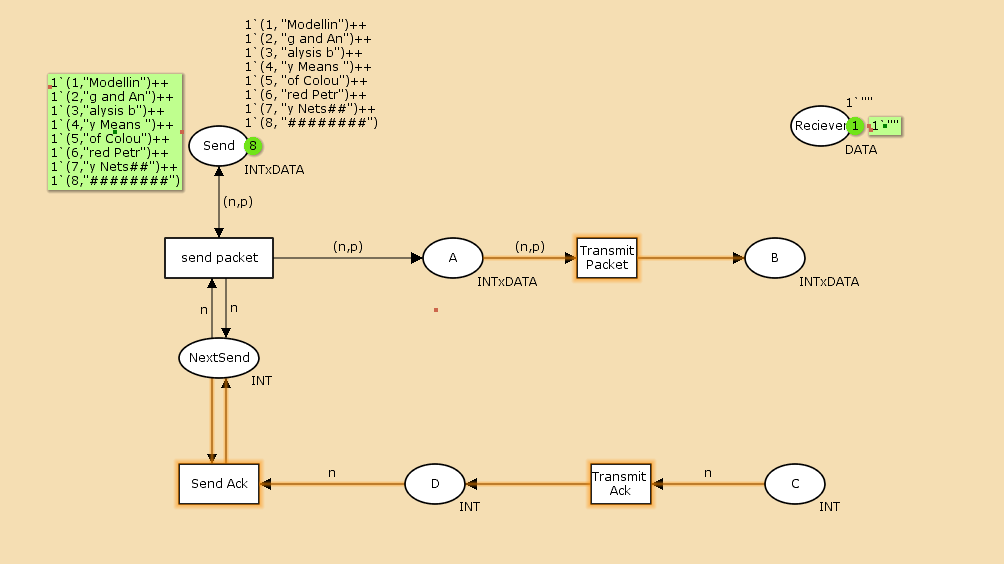 1`(1, "Modellin")++
1`(2, "g and An")++
1`(3, "alysis b")++
1`(4, "y Means ")++
1`(5, "of Colou")++
1`(6, "red Petr")++
1`(7, "y Nets##")++
1`(8, "########")
1`(1,"Modellin")++
1`(2,"g and An")++
1`(3,"alysis b")++
1`(4,"y Means ")++
1`(5,"of Colou")++
1`(6,"red Petr")++
1`(7,"y Nets##")++
1`(8,"########")
Send
8
INTxDATA
1`""
Reciever
1
1`""
DATA
(n,p)
send packet
(n,p)
A
INTxDATA
(n,p)
Transmit
Packet
B
INTxDATA
n
n
NextSend
INT
Send Ack
n
D
INT
Transmit
Ack
n
C
INT